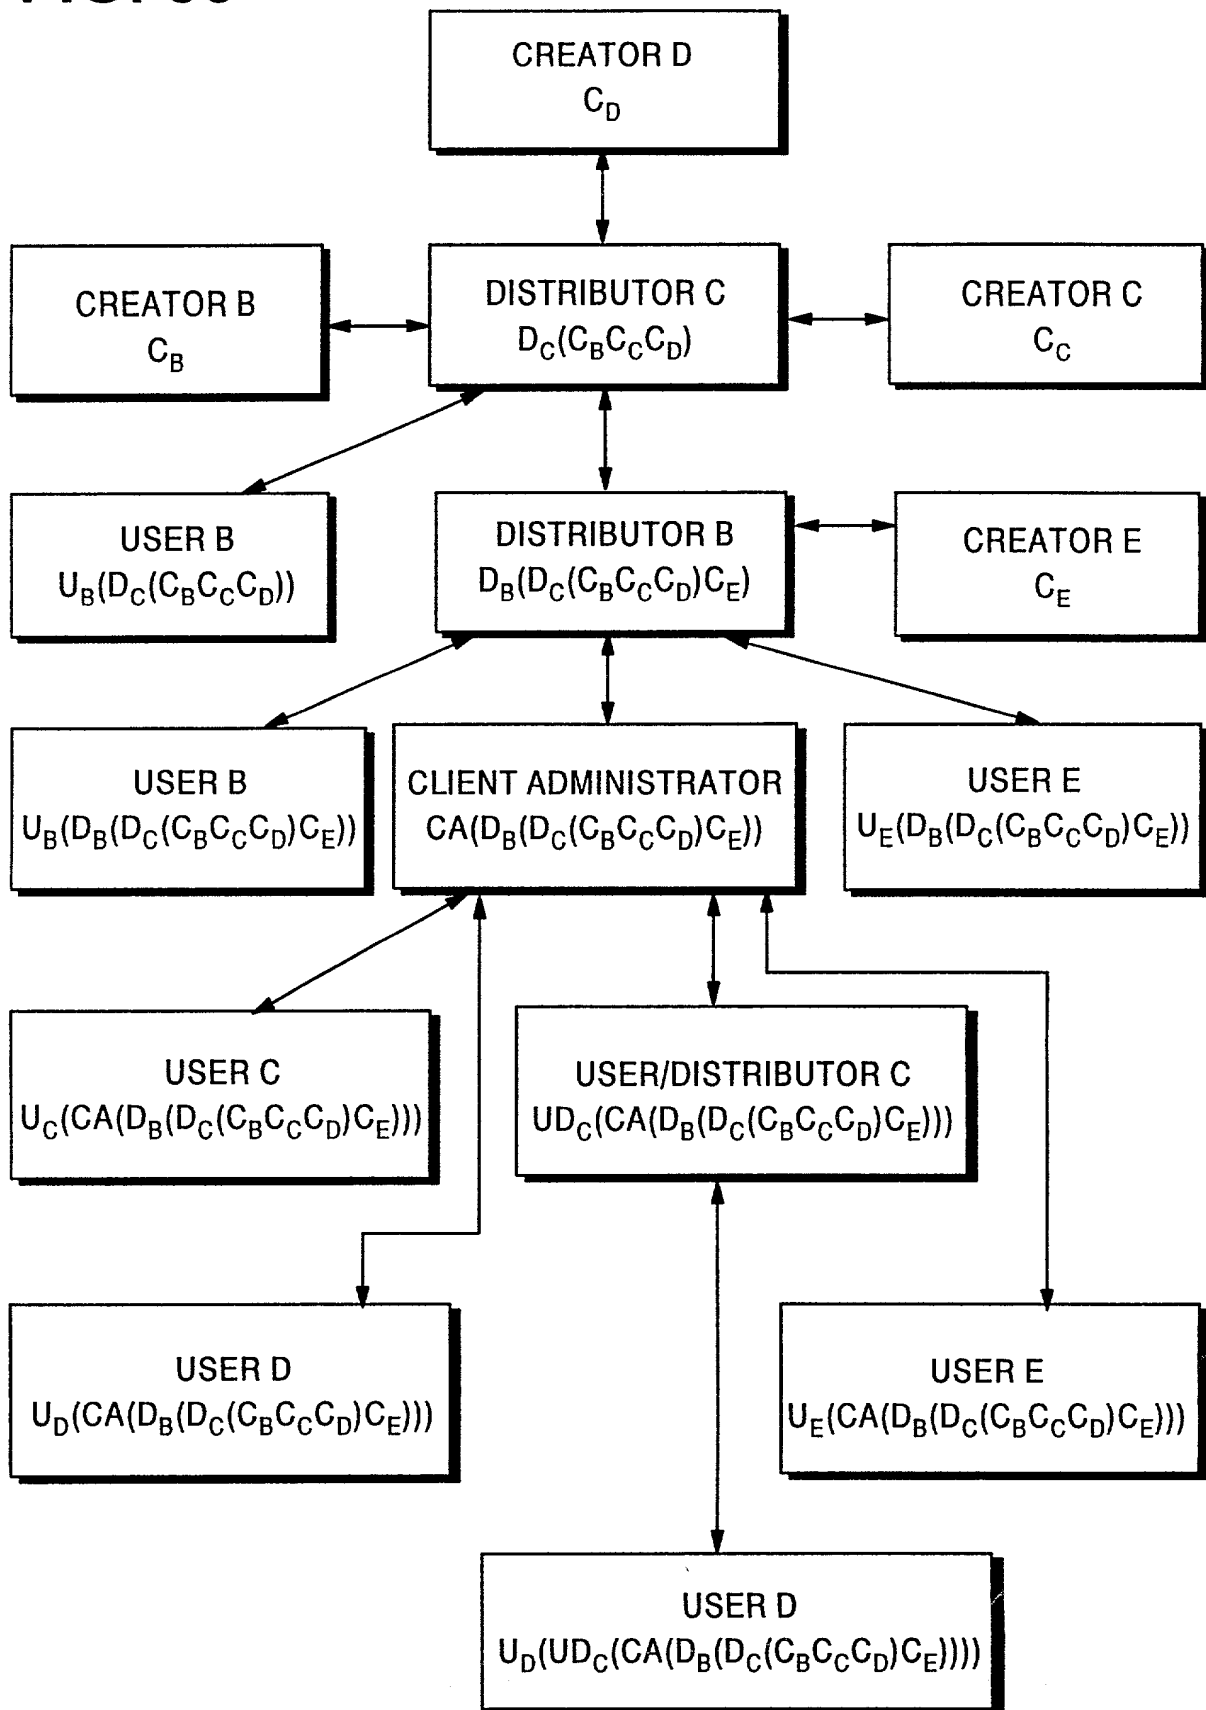 CREATOR D
C_D
CREATOR B
C_B
DISTRIBUTOR C
D_C(C_BC_CC_D)
CREATOR C
C_C
USER B
U_B(D_C(C_BC_CC_D))
DISTRIBUTOR B
D_B(D_C(C_BC_CC_D)C_E)
CREATOR E
C_E
USER B
U_B(D_B(D_C(C_BC_CC_D)C_E))
CLIENT ADMINISTRATOR
CA(D_B(D_C(C_BC_CC_D)C_E))
USER E
U_E(D_B(D_C(C_BC_CC_D)C_E))
USER C
U_C(CA(D_B(D_C(C_BC_CC_D)C_E)))
USER/DISTRIBUTOR C
UD_C(CA(D_B(D_C(C_BC_CC_D)C_E)))
USER D
U_D(CA(D_B(D_C(C_BC_CC_D)C_E)))
USER E
U_E(CA(D_B(D_C(C_BC_CC_D)C_E)))
USER D
U_D(UD_C(CA(D_B(D_C(C_BC_CC_D)C_E))))